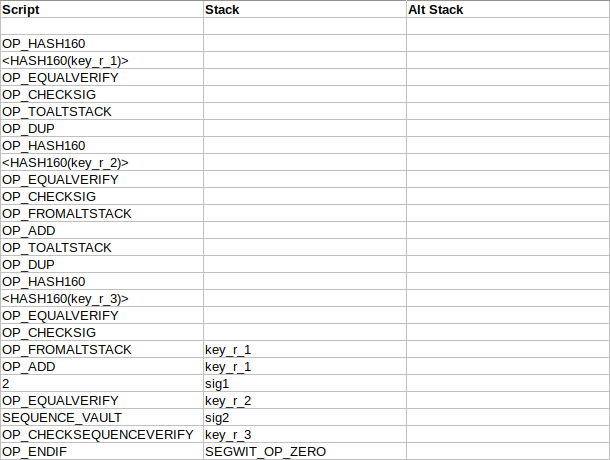 Script Stack Alt Stack
OP_HASH160
<HASH160(key_r_1)>
OP_EQUALVERIFY
OP_CHECKSIG
OP_TOALTSTACK
OP_DUP
OP_HASH160
<HASH160(key_r_2)>
OP_EQUALVERIFY
OP_CHECKSIG
OP_FROMALTSTACK
OP_ADD
OP_TOALTSTACK
OP_DUP
OP_HASH160
<HASH160(key_r_3)>
OP_EQUALVERIFY
OP_CHECKSIG
OP_FROMALTSTACK key_r_1
OP_ADD key_r_1
2 sig1
OP_EQUALVERIFY key_r_2
SEQUENCE_VAULT sig2
OP_CHECKSEQUENCEVERIFY key_r_3
OP_ENDIF SEGWIT_OP_ZERO